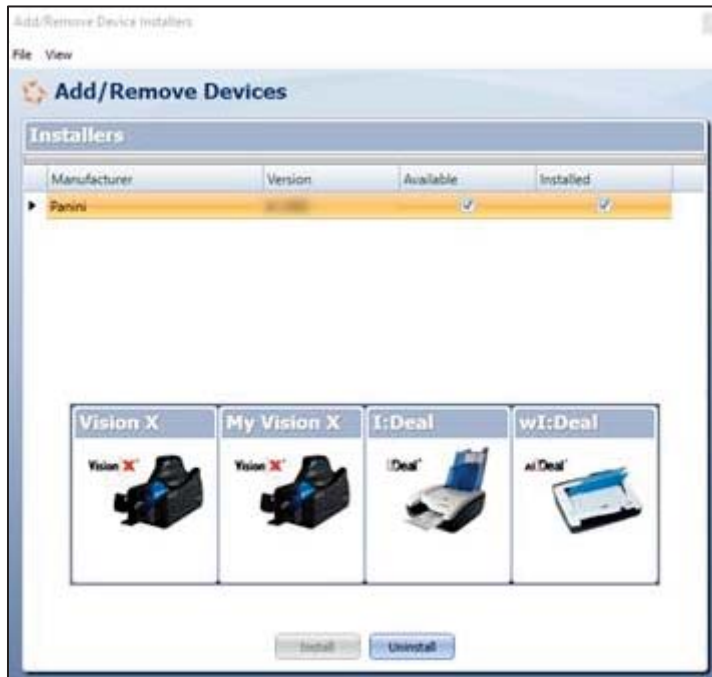 Add/Remove Device Installers
File View
Add/Remove Devices
Installers
Manufacturer Version Available Installed
Panini
Vision X My Vision X I:Deal wI:Deal
Vision X Vision X I:Deal wI:Deal
Install Uninstall